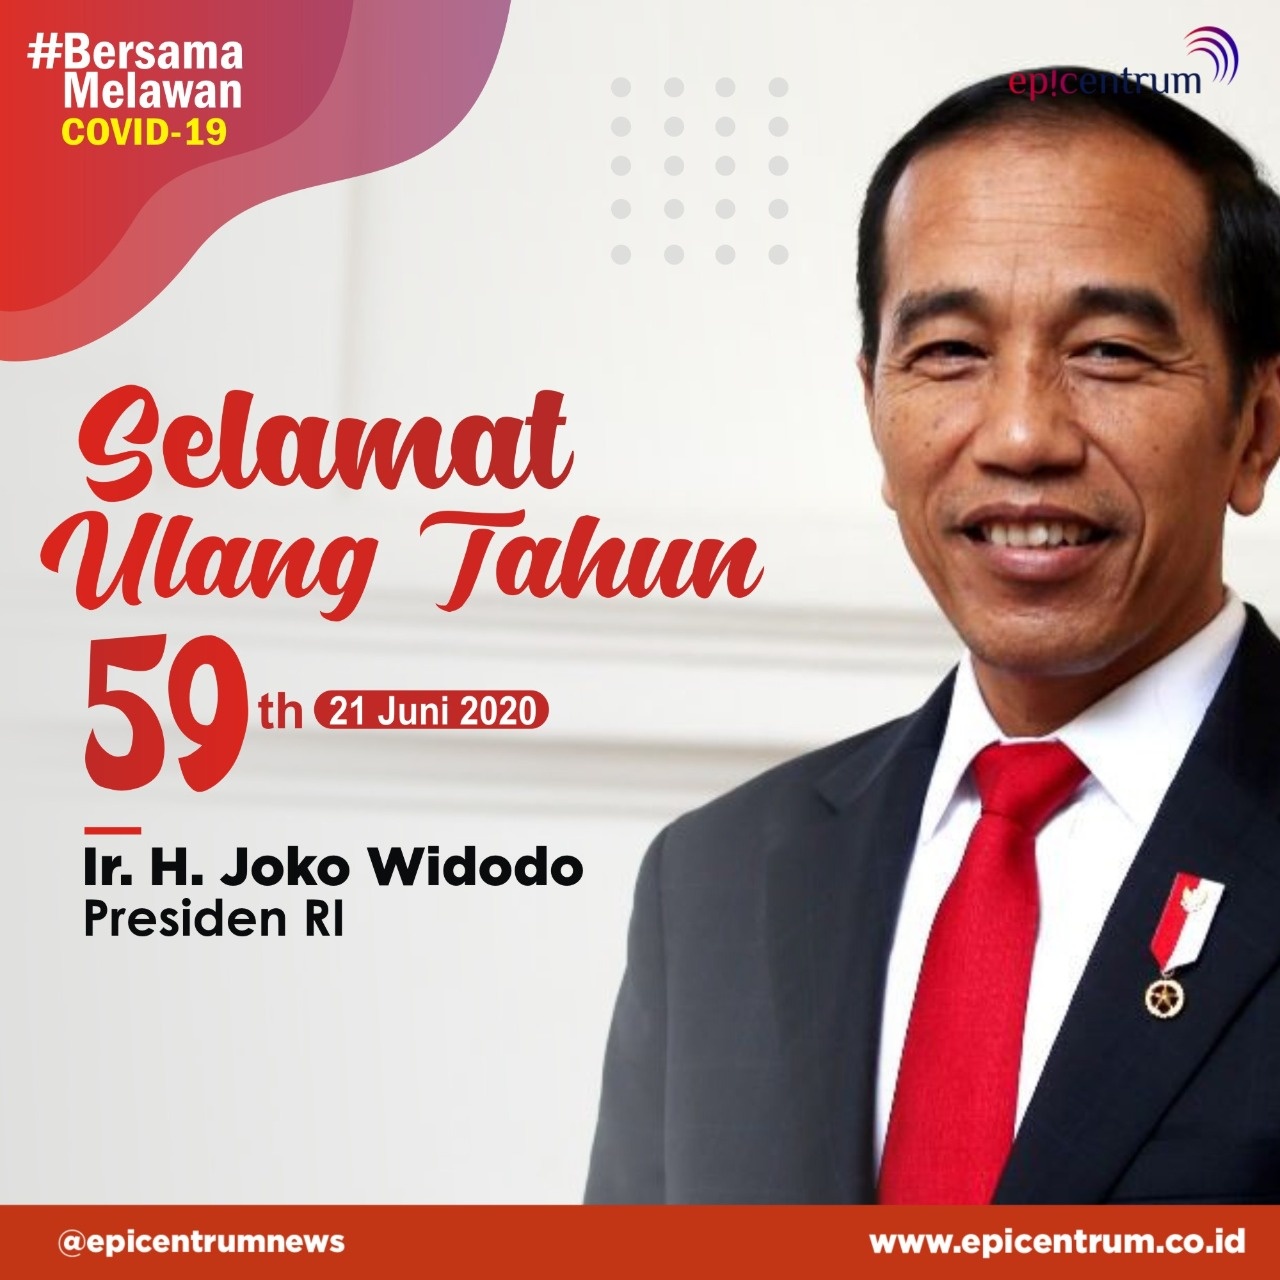 #Bersama
Melawan
COVID-19
ep!centrum
Selamat
Ulang Tahun
59th 21 Juni 2020
Ir. H. Joko Widodo
Presiden RI
@epicentrumnews
www.epicentrum.co.id